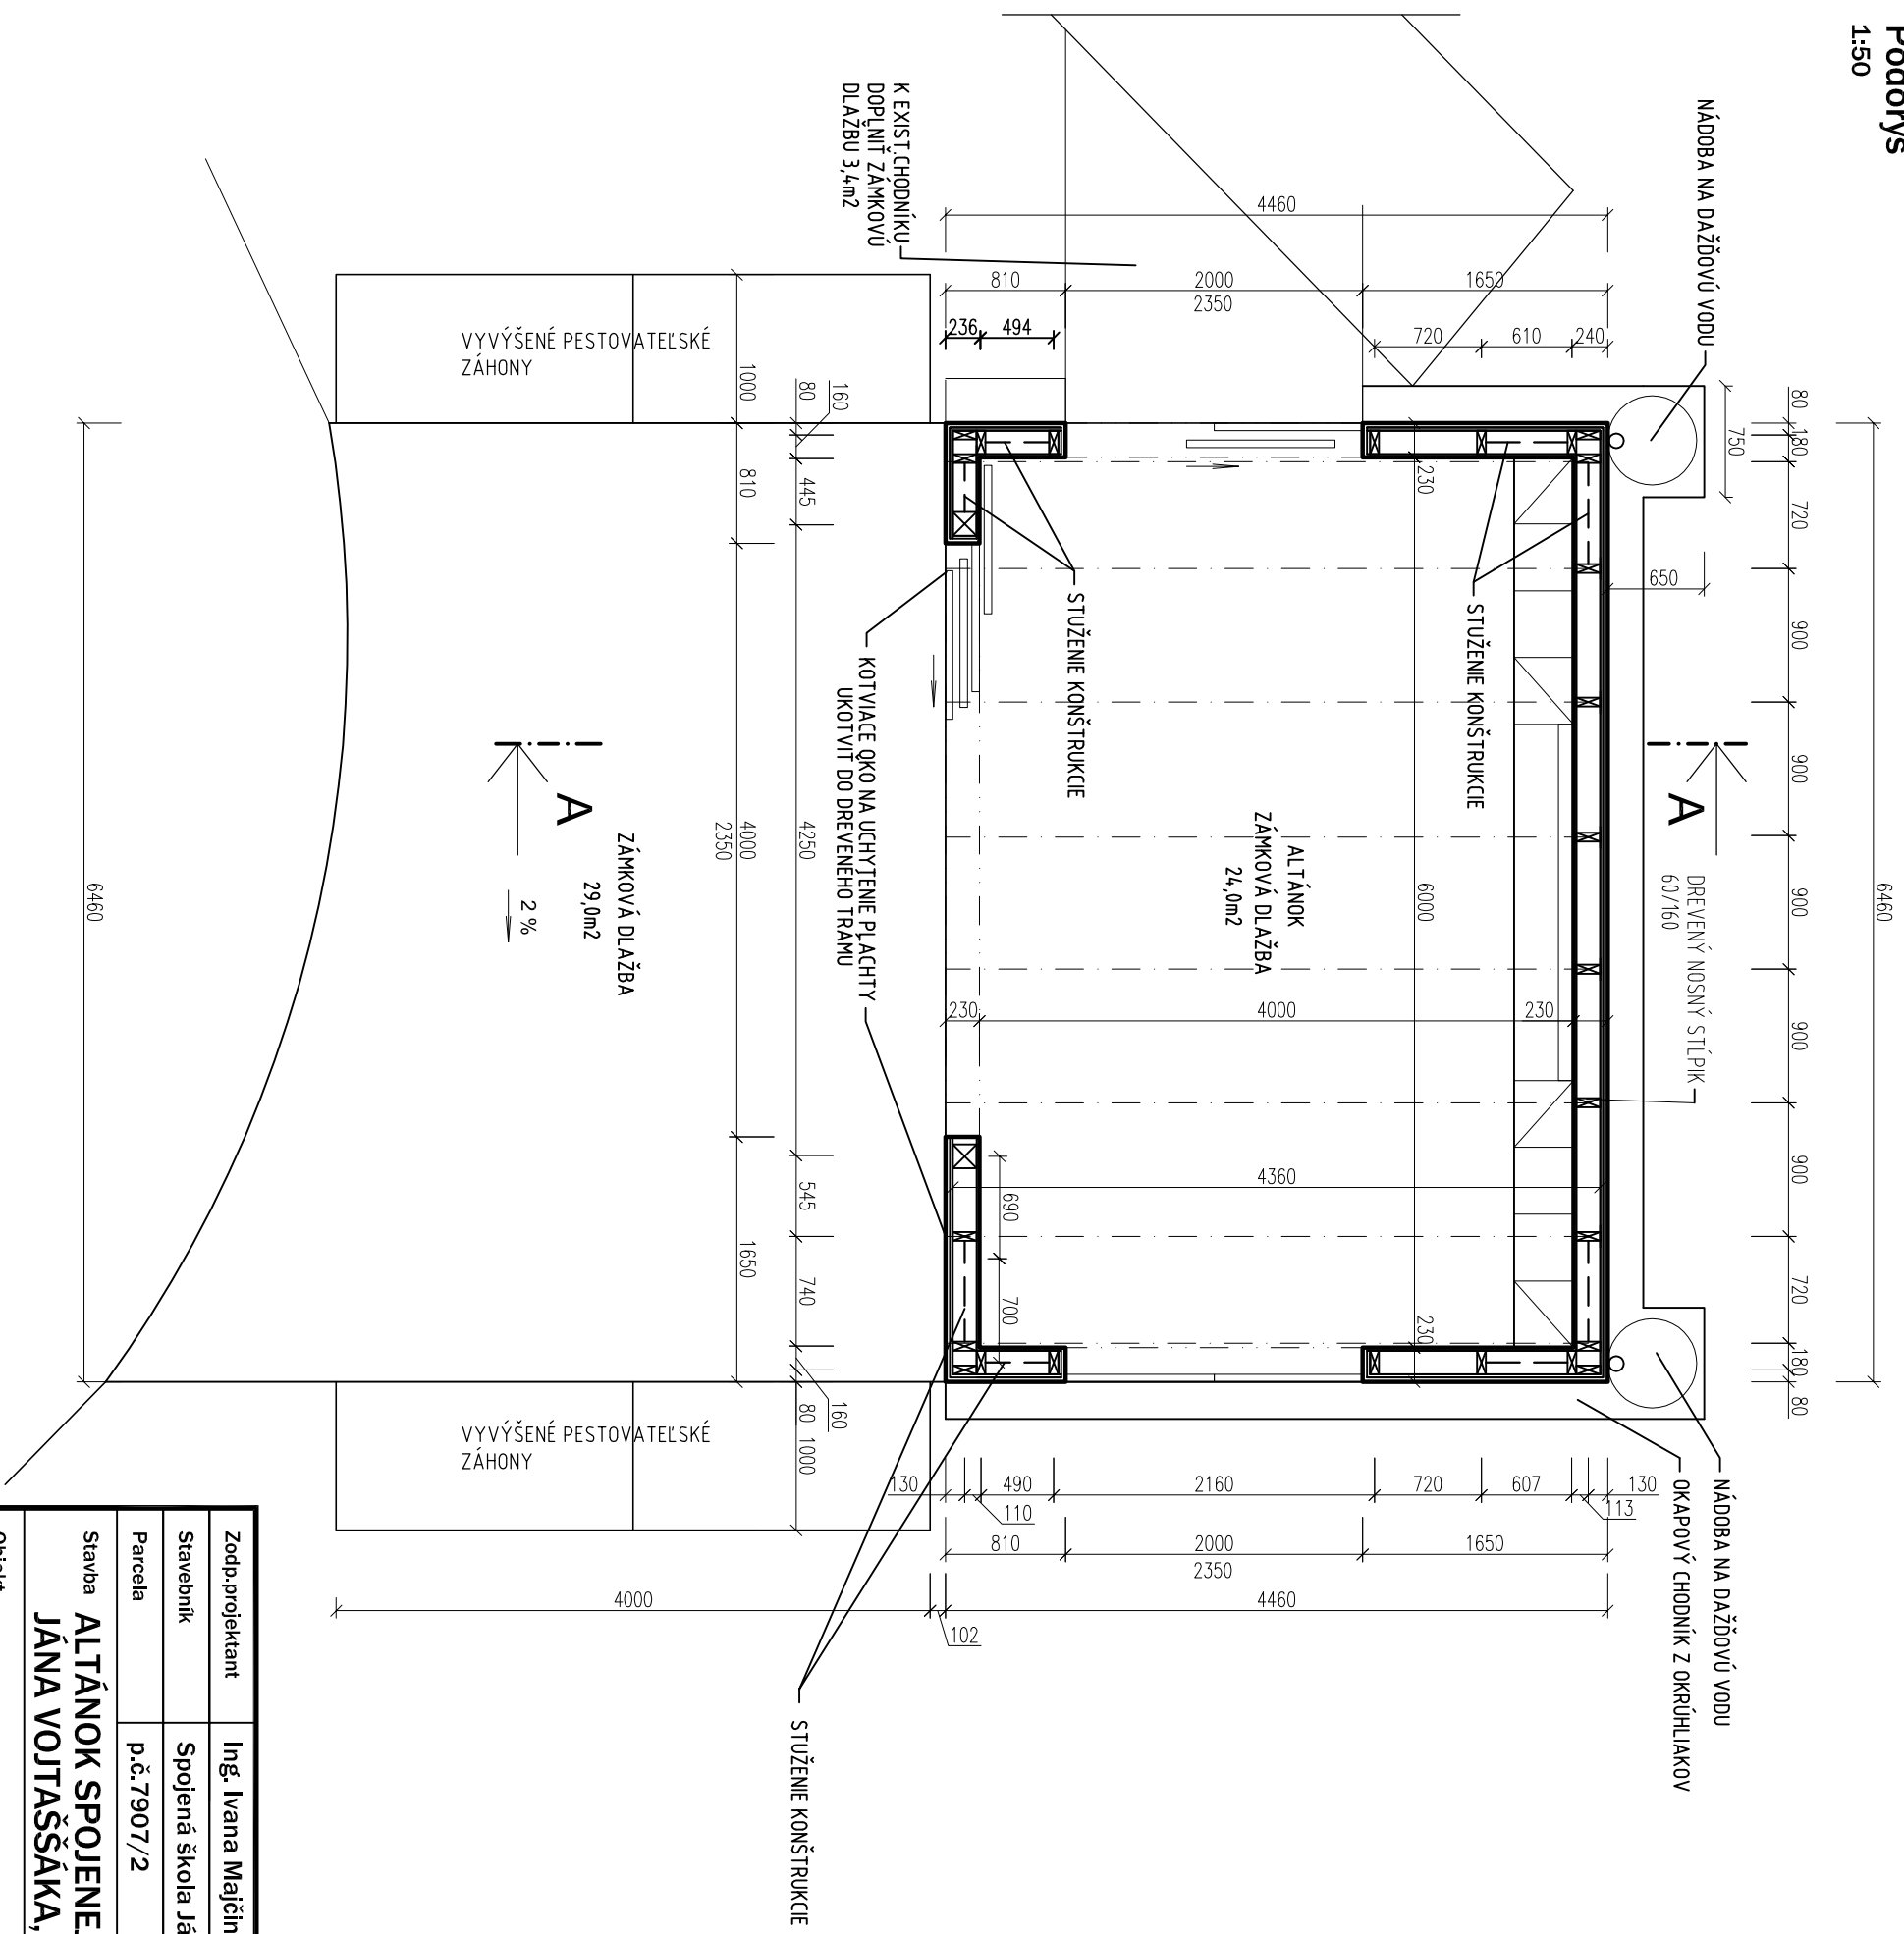 Pôdorys
1:50
NÁDOBA NA DAŽĎOVÚ VODU
K EXIST.CHODNÍKU
DOPLNIŤ ZÁMKOVÚ
DLAŽBU 3,4m2
4460
810
2000
2350
1650
236
494
720
610
240
VYVÝŠENÉ PESTOVATEĽSKÉ
ZÁHONY
1000
80
160
810
445
4000
2350
4250
545
1650
740
160
80
1000
6460
80
180
720
900
900
900
900
900
720
180
80
6460
750
650
230
6000
230
230
4000
230
4360
690
700
STUŽENIE KONŠTRUKCIE
STUŽENIE KONŠTRUKCIE
KOTVIACE OKO NA UCHYTENIE PLACHTY
UKOTVIŤ DO DREVENÉHO TRÁMU
A
A
DREVENÝ NOSNÝ STĹPIK
60/160
ALTÁNOK
ZÁMKOVÁ DLAŽBA
24,0m2
ZÁMKOVÁ DLAŽBA
29,0m2
2 %
VYVÝŠENÉ PESTOVATEĽSKÉ
ZÁHONY
130
110
490
2160
720
607
113
130
810
2000
2350
1650
4000
102
4460
NÁDOBA NA DAŽĎOVÚ VODU
OKAPOVÝ CHODNÍK Z OKRÚHLIAKOV
STUŽENIE KONŠTRUKCIE
Zodp.projektant Ing. Ivana Majčin
Stavebník Spojená škola Já
Parcela p.č.7907/2
Stavba ALTÁNOK SPOJENEJ
JÁNA VOJTAŠŠÁKA,
Objekt